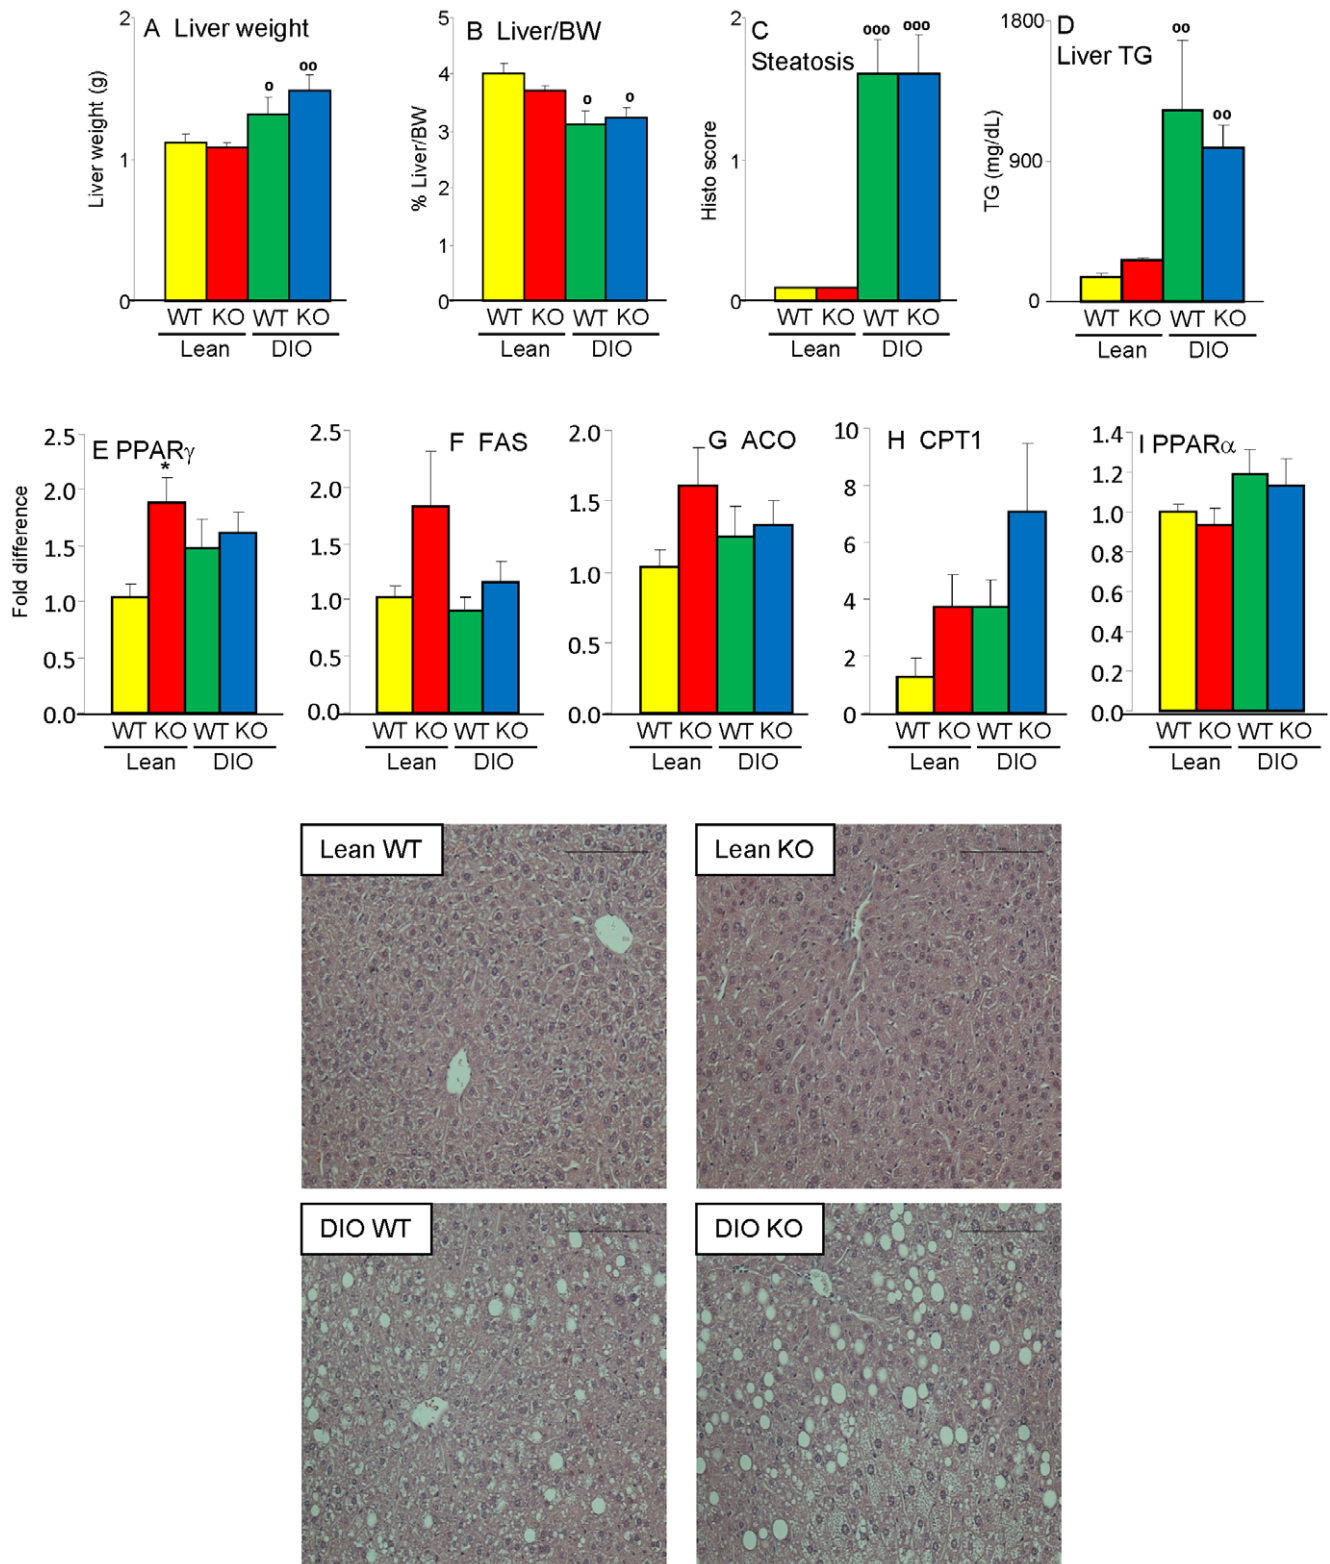 A Liver weight
Liver weight (g)
2
1
0
o
oo
WT KO WT KO
Lean DIO
B Liver/BW
% Liver/BW
5
4
3
2
1
0
o
o
WT KO WT KO
Lean DIO
C
Steatosis
Histo score
2
1
0
ooo
ooo
WT KO WT KO
Lean DIO
D
Liver TG
TG (mg/dL)
1800
900
0
oo
oo
WT KO WT KO
Lean DIO
E PPARγ
*
Fold difference
2.5
2.0
1.5
1.0
0.5
0.0
WT KO WT KO
Lean DIO
F FAS
2.5
2.0
1.5
1.0
0.5
0.0
WT KO WT KO
Lean DIO
G ACO
2.0
1.5
1.0
0.5
0.0
WT KO WT KO
Lean DIO
H CPT1
10
8
6
4
2
0
WT KO WT KO
Lean DIO
I PPARα
1.4
1.2
1.0
0.8
0.6
0.4
0.2
0.0
WT KO WT KO
Lean DIO
Lean WT
Lean KO
DIO WT
DIO KO